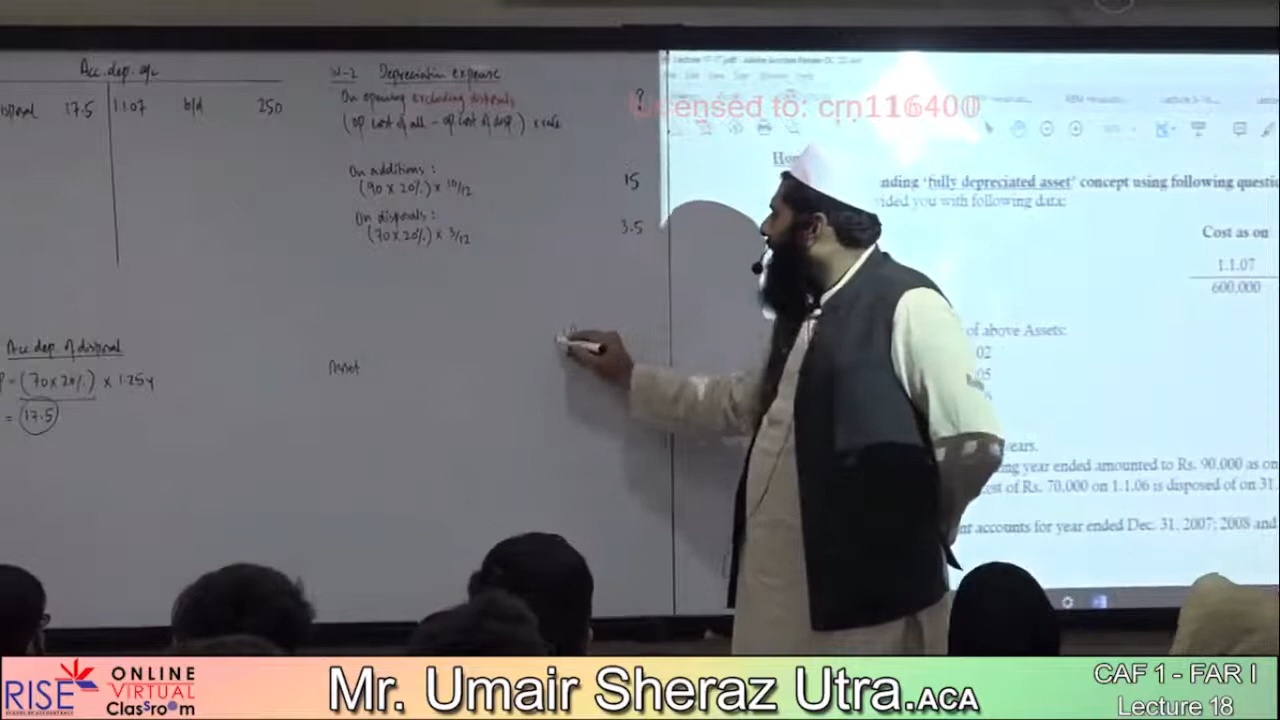 Acc. dep. a/c
17.5 1.1.07 b/d 250
W-2 Depreciation expense
On opening excluding disposals ?
(op cost of all - op cost of disp.) x rate
On additions :
(90 x 20%) x 10/12 15
On disposals :
(70 x 20%) x 3/12 3.5
Acc dep. of disposal
= (70 x 20%) x 1.25y
= 17.5
Licensed to: crn116400
nding 'fully depreciated asset' concept using following questi
vided you with following data:
Cost as on
1.1.07
600,000
of above Assets:
02
05
ears.
ng year ended amounted to Rs. 90,000 as on
cost of Rs. 70,000 on 1.1.06 is disposed of on 31.
nt accounts for year ended Dec. 31, 2007; 2008 and
RISE
ONLINE
VIRTUAL
Classroom
Mr. Umair Sheraz Utra.ACA
CAF 1 - FAR I
Lecture 18